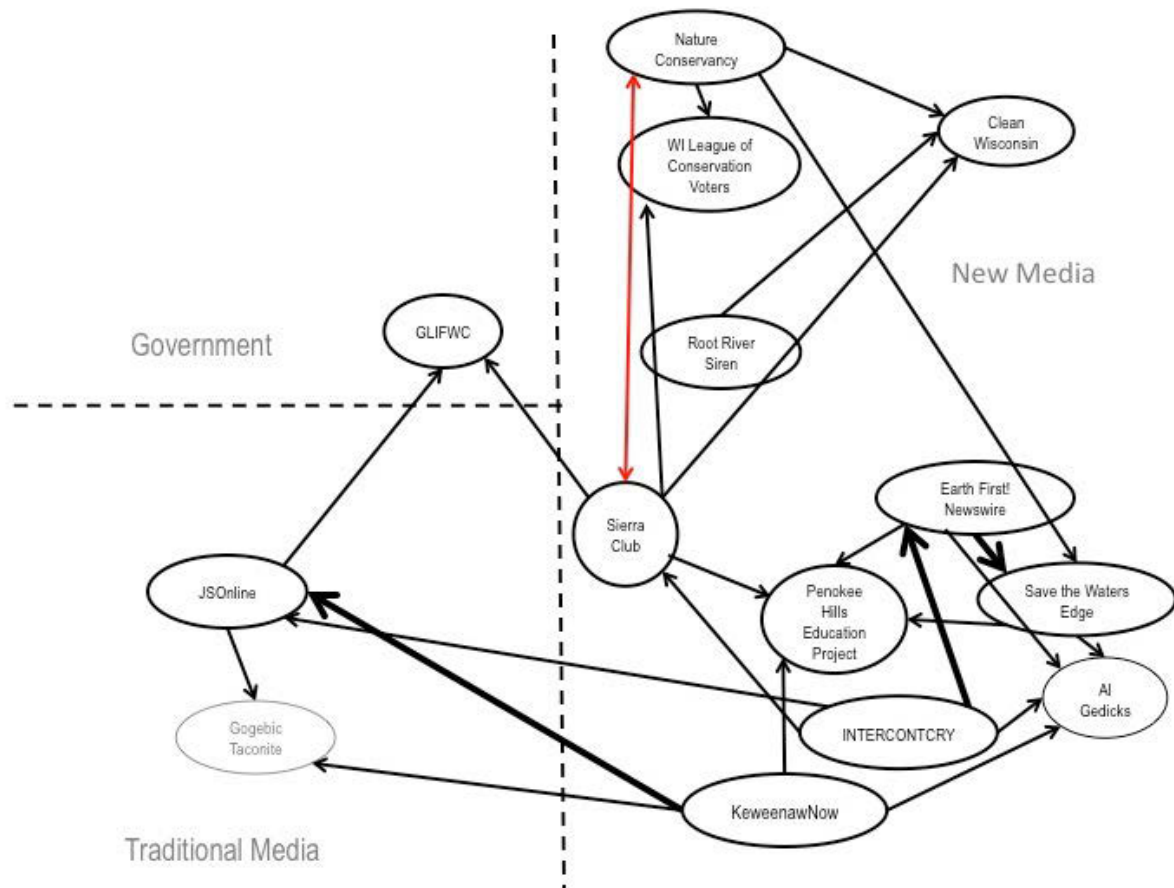 Nature
Conservancy
Clean
Wisconsin
WI League of
Conservation
Voters
New Media
GLIFWC
Government
Root River
Siren
Earth First!
Newswire
Sierra
Club
JSOnline
Penokee
Hills
Education
Project
Save the Waters
Edge
Al
Gedicks
Gogebic
Taconite
INTERCONTCRY
KeweenawNow
Traditional Media